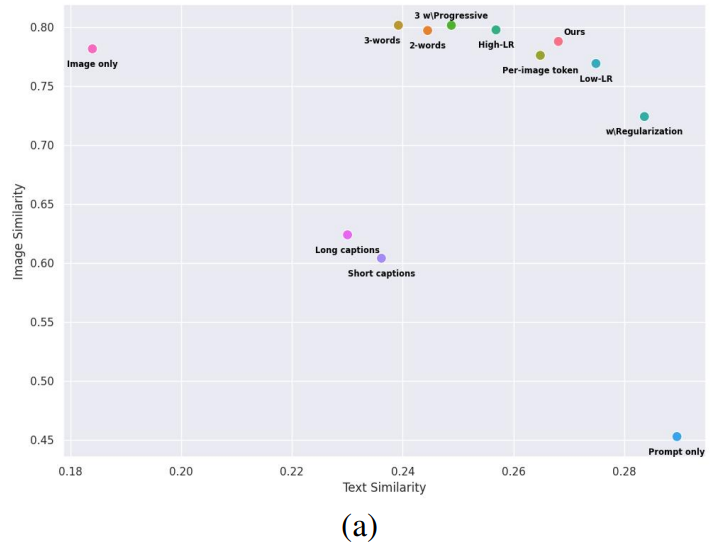 0.80
0.75
0.70
0.65
0.60
0.55
0.50
0.45
Image Similarity
3 w\Progressive
3-words
2-words
High-LR
Ours
Image only
Per-image token
Low-LR
w\Regularization
Long captions
Short captions
Prompt only
0.18 0.20 0.22 0.24 0.26 0.28
Text Similarity
(a)